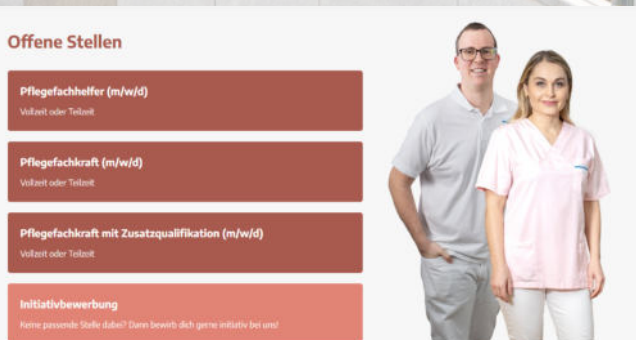 Offene Stellen
Pflegefachhelfer (m/w/d)
Vollzeit oder Teilzeit
Pflegefachkraft (m/w/d)
Vollzeit oder Teilzeit
Pflegefachkraft mit Zusatzqualifikation (m/w/d)
Vollzeit oder Teilzeit
Initiativbewerbung
Keine passende Stelle dabei? Dann bewirb dich gerne initiativ bei uns!